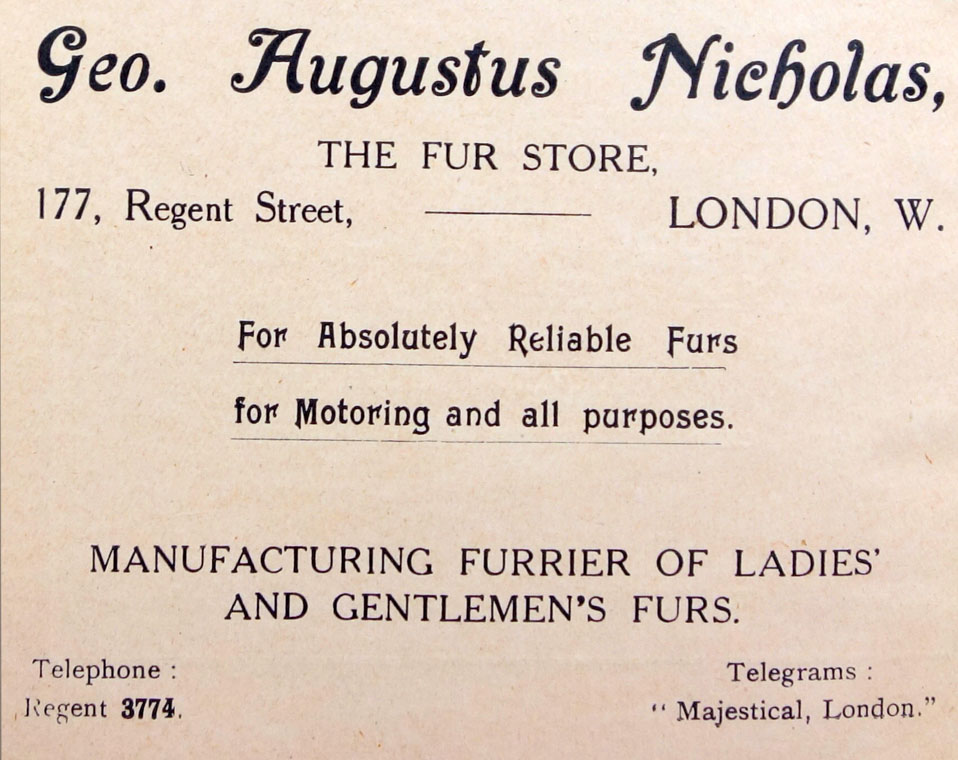 Geo. Augustus Nicholas,
THE FUR STORE,
177, Regent Street, ——— LONDON, W.
For Absolutely Reliable Furs
for Motoring and all purposes.
MANUFACTURING FURRIER OF LADIES'
AND GENTLEMEN'S FURS.
Telephone : Telegrams :
Regent 3774. "Majestical, London."